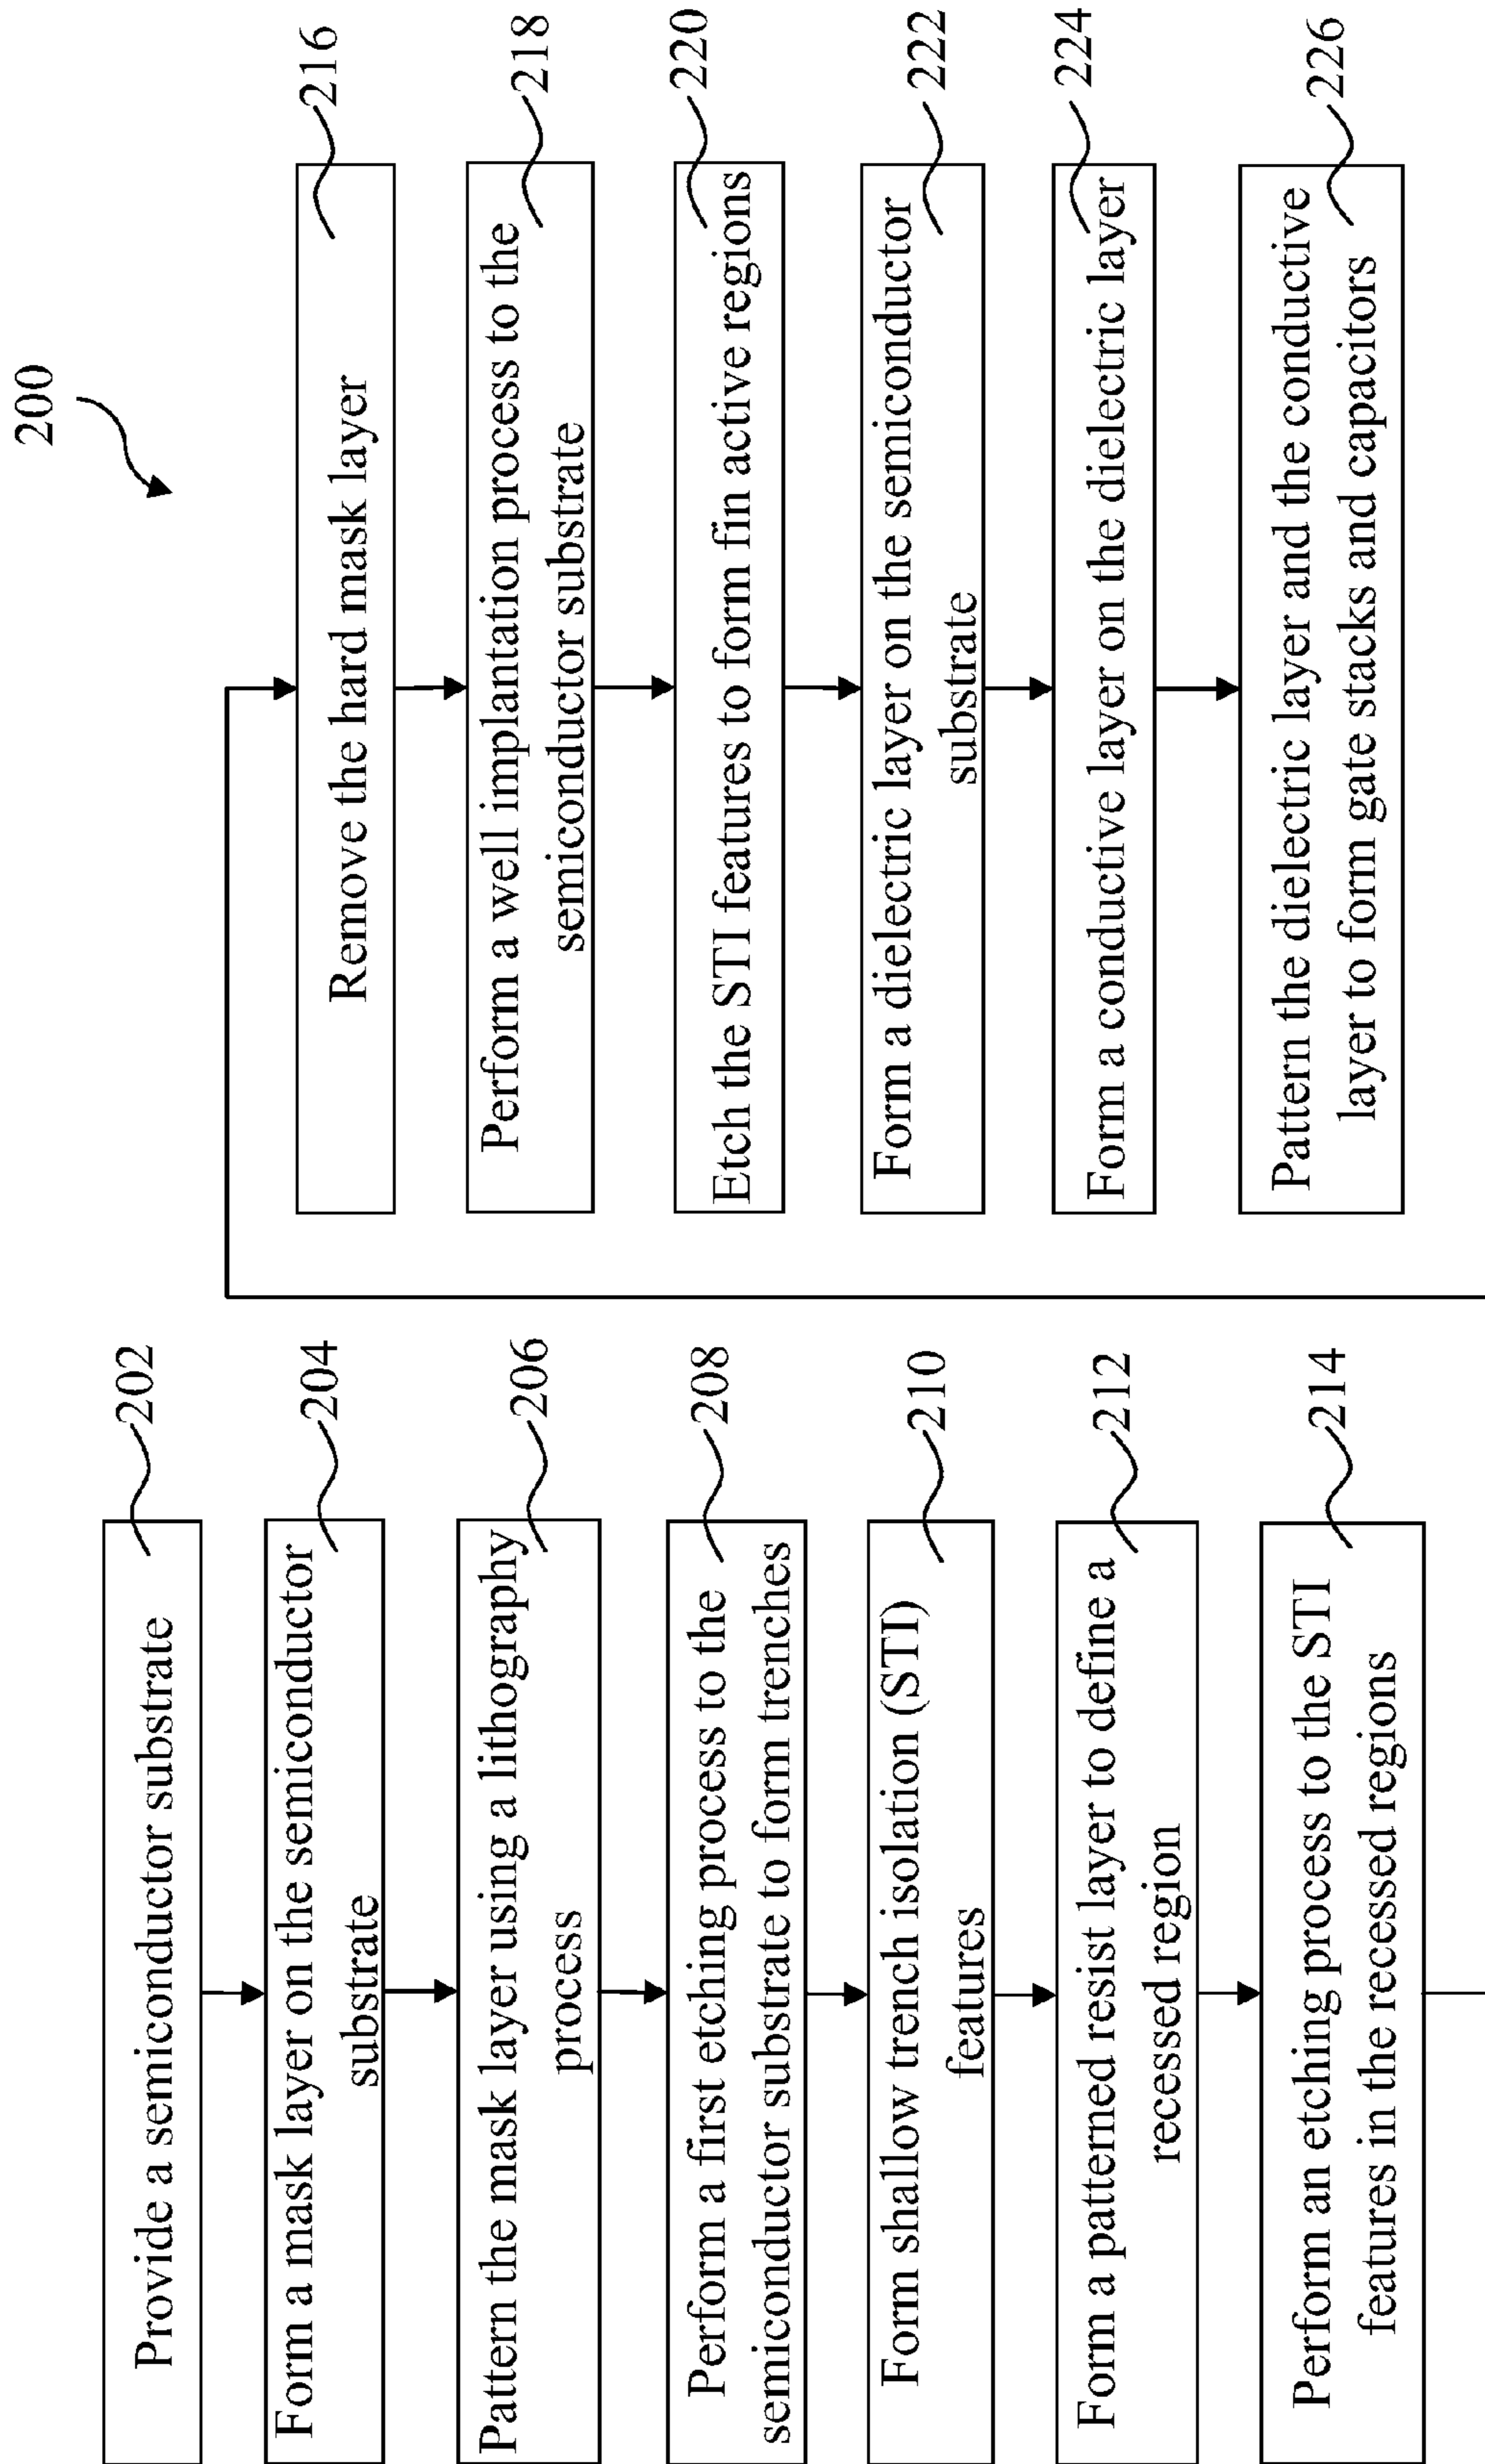 200
Provide a semiconductor substrate
202
Form a mask layer on the semiconductor
substrate
204
Pattern the mask layer using a lithography
process
206
Perform a first etching process to the
semiconductor substrate to form trenches
208
Form shallow trench isolation (STI)
features
210
Form a patterned resist layer to define a
recessed region
212
Perform an etching process to the STI
features in the recessed regions
214
Remove the hard mask layer
216
Perform a well implantation process to the
semiconductor substrate
218
Etch the STI features to form fin active regions
220
Form a dielectric layer on the semiconductor
substrate
222
Form a conductive layer on the dielectric layer
224
Pattern the dielectric layer and the conductive
layer to form gate stacks and capacitors
226